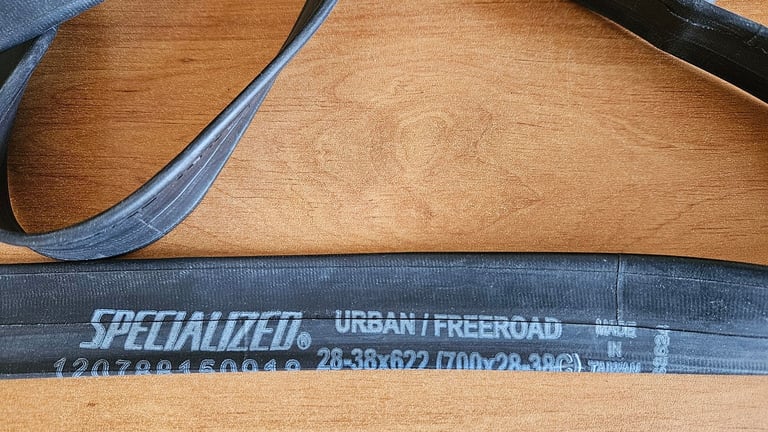 SPECIALIZED®
URBAN / FREEROAD
28-38x622 (700x28-38C)
MADE
IN
TAIWAN